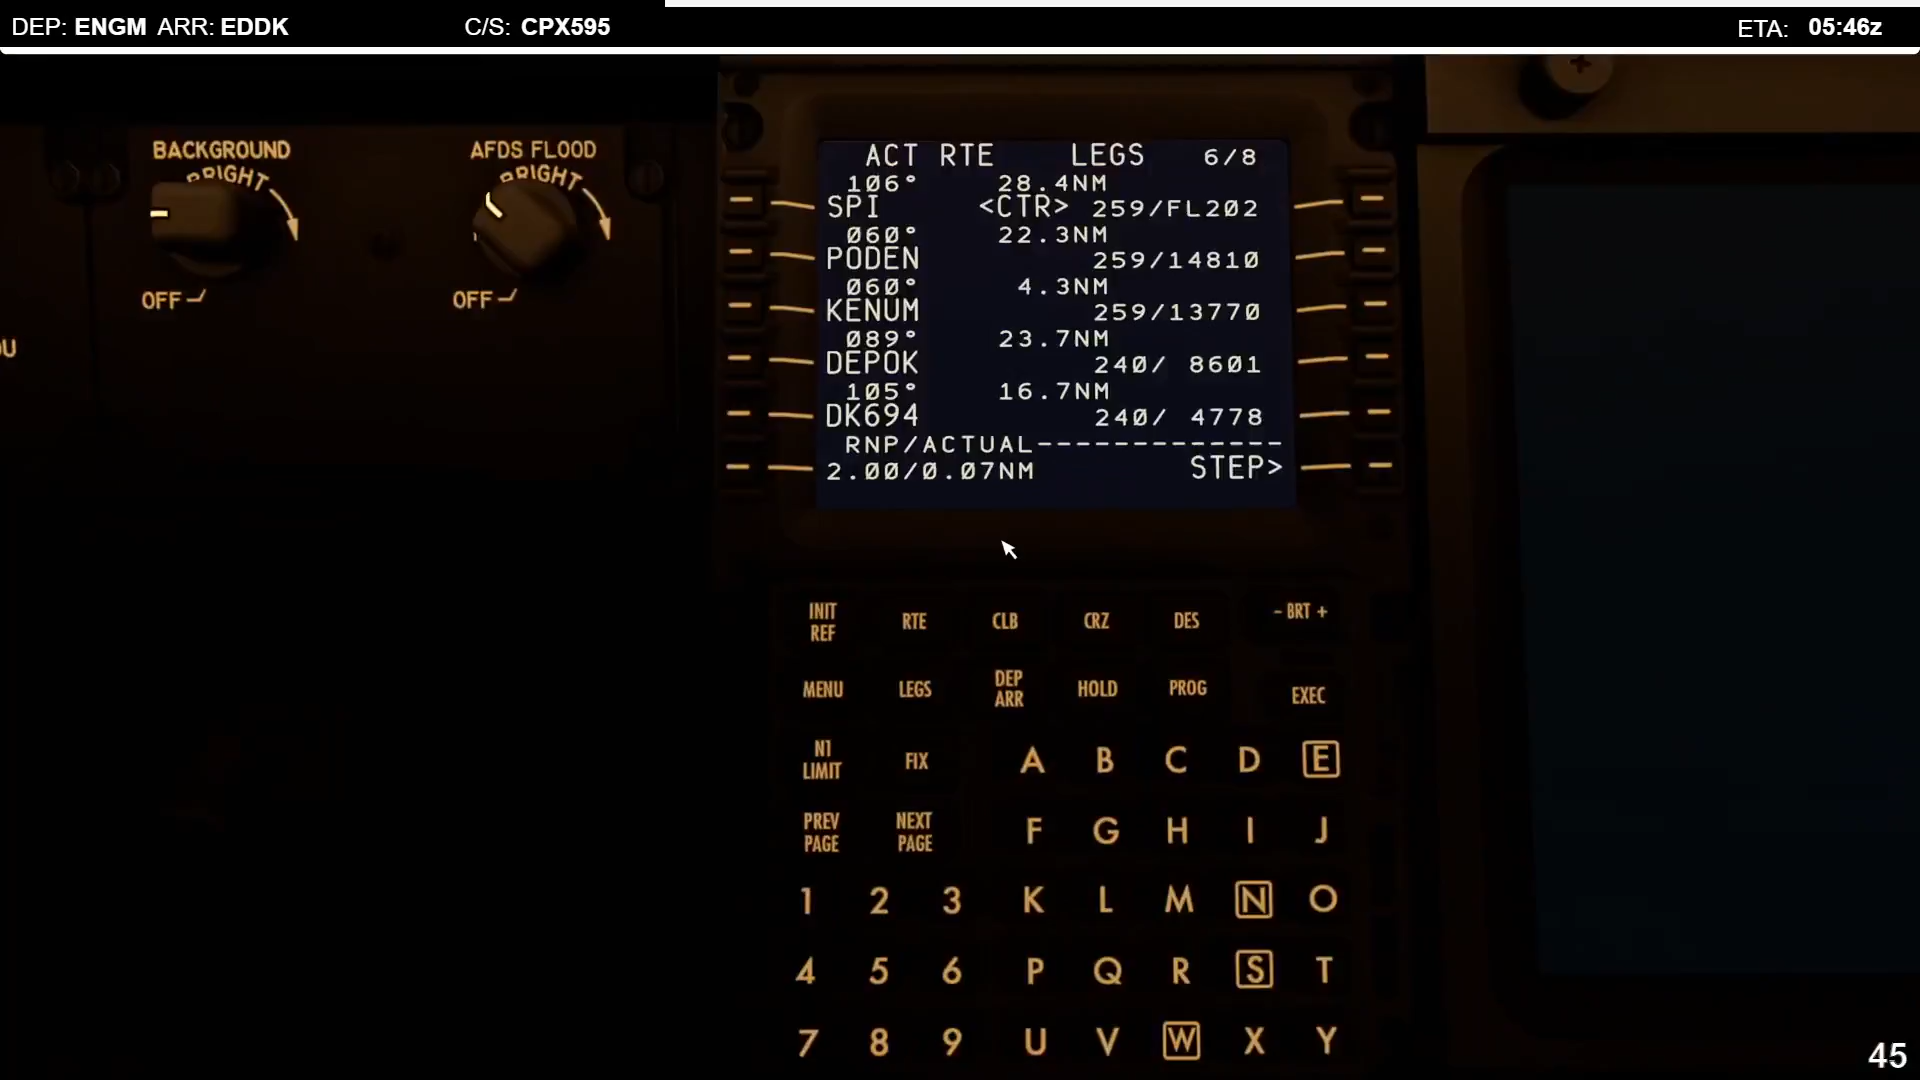 DEP: ENGM ARR: EDDK C/S: CPX595 ETA: 05:46z
BACKGROUND
BRIGHT
OFF
AFDS FLOOD
BRIGHT
OFF
ACT RTE LEGS 6/8
106° 28.4NM
SPI <CTR> 259/FL202
060° 22.3NM
PODEN 259/14810
060° 4.3NM
KENUM 259/13770
089° 23.7NM
DEPOK 240/ 8601
105° 16.7NM
DK694 240/ 4778
RNP/ACTUAL-------------
2.00/0.07NM STEP>
INIT REF RTE CLB CRZ DES - BRT +
MENU LEGS DEP ARR HOLD PROG EXEC
N1 LIMIT FIX A B C D E
PREV PAGE NEXT PAGE F G H I J
1 2 3 K L M N O
4 5 6 P Q R S T
7 8 9 U V W X Y
45